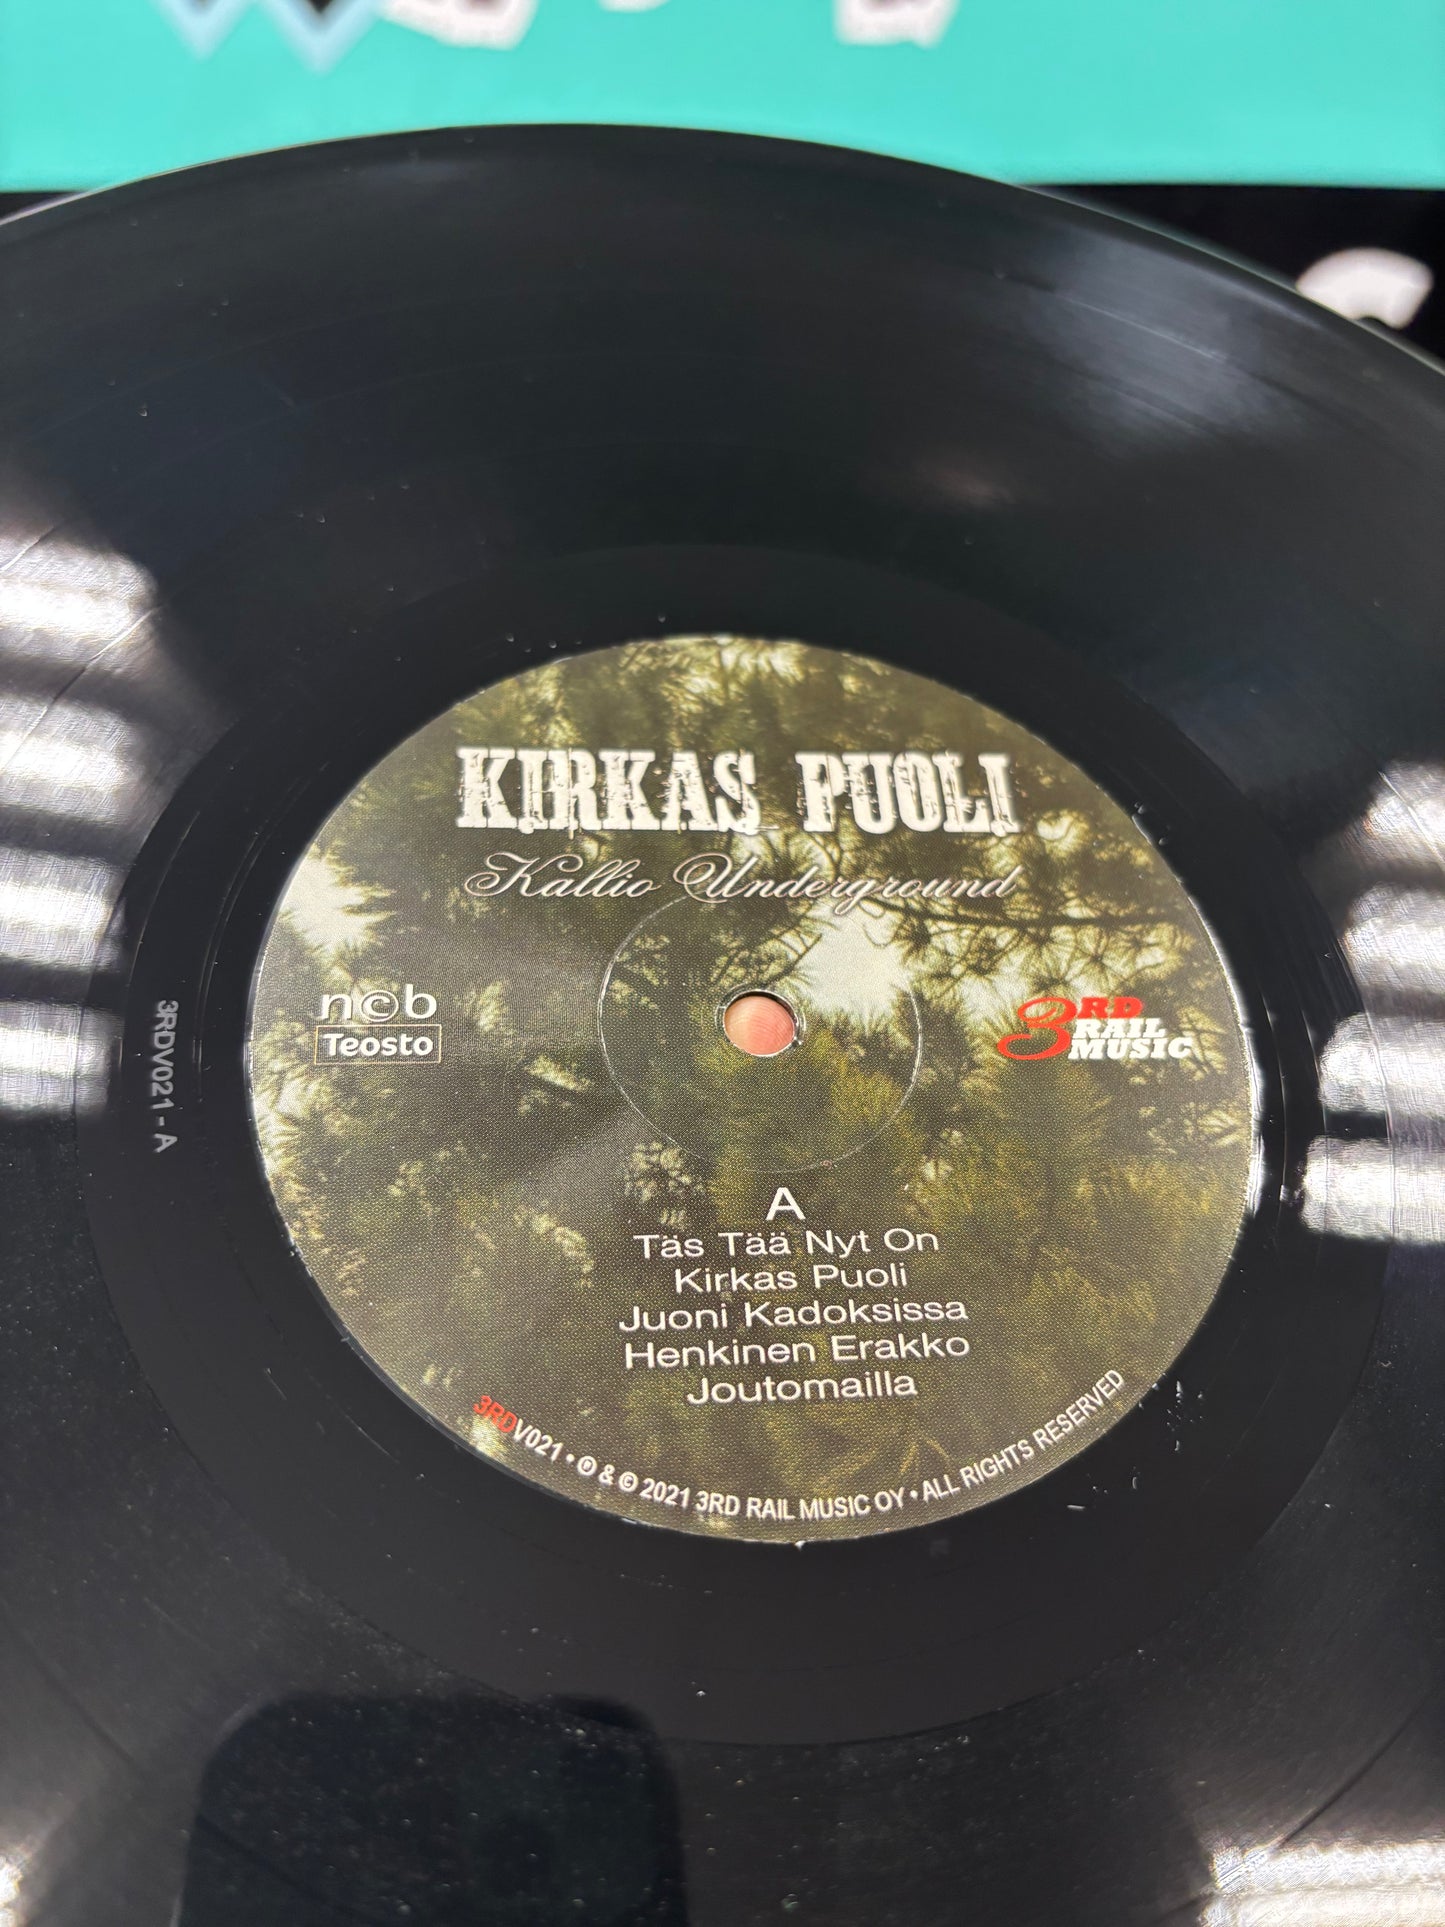 KIRKAS PUOLI
Kallio Underground
n©b
Teosto
3RD
RAIL
MUSIC
3RDV021 - A
A
Täs Tää Nyt On
Kirkas Puoli
Juoni Kadoksissa
Henkinen Erakko
Joutomailla
3RDV021 • ℗ & © 2021 3RD RAIL MUSIC OY • ALL RIGHTS RESERVED